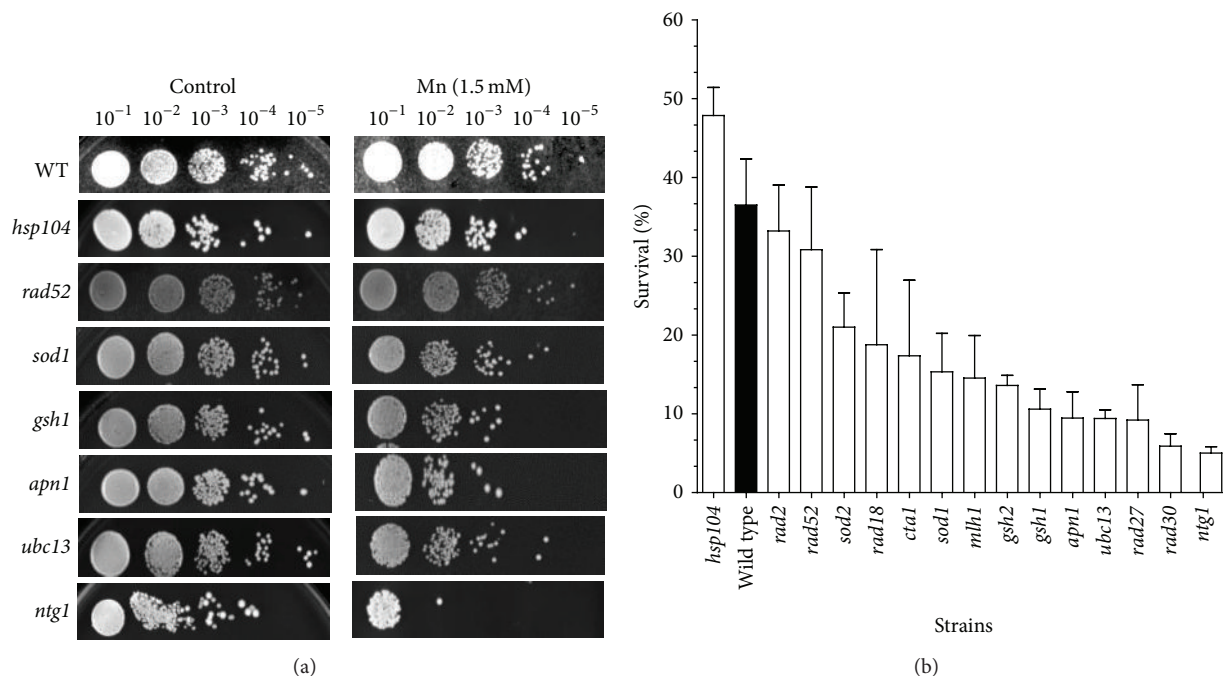 Control
10⁻¹ 10⁻² 10⁻³ 10⁻⁴ 10⁻⁵
Mn (1.5 mM)
10⁻¹ 10⁻² 10⁻³ 10⁻⁴ 10⁻⁵
WT
hsp104
rad52
sod1
gsh1
apn1
ubc13
ntg1
(a)
Survival (%)
60
50
40
30
20
10
0
hsp104
Wild type
rad2
rad52
sod2
rad18
cta1
sod1
mlh1
gsh2
gsh1
apn1
ubc13
rad27
rad30
ntg1
Strains
(b)